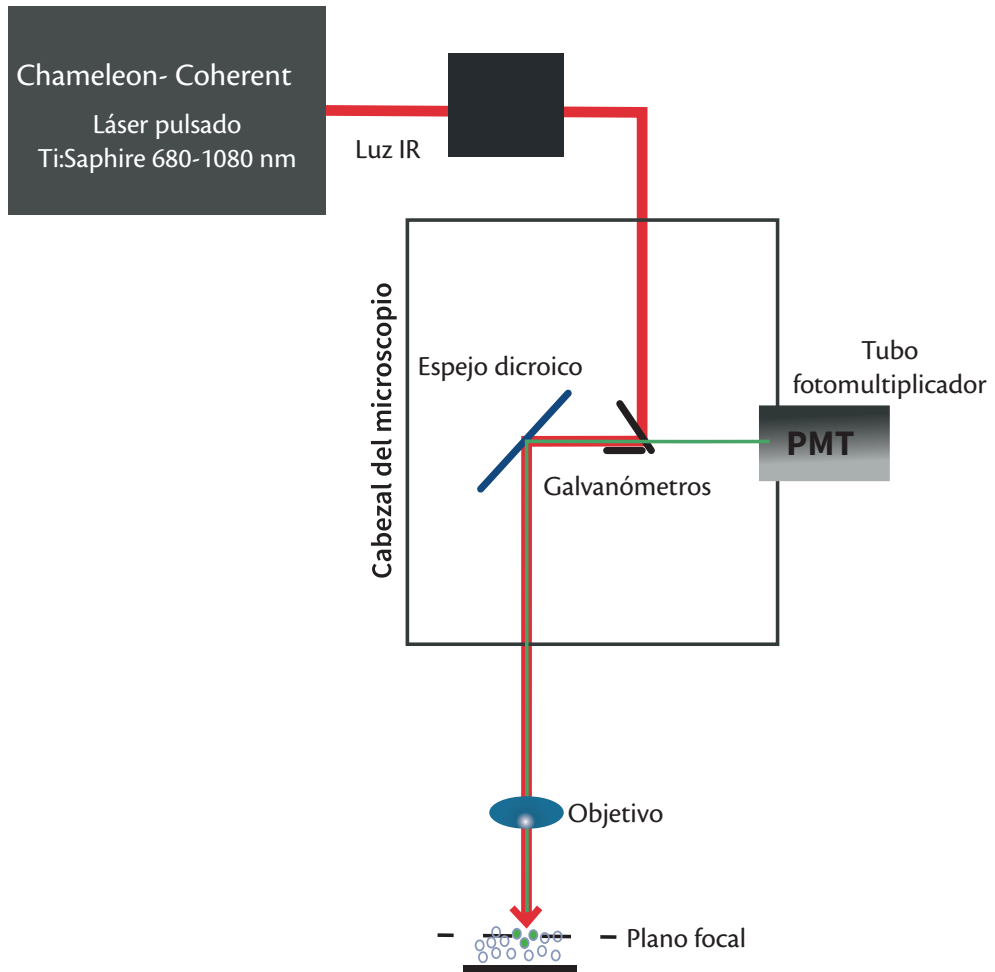 Chameleon- Coherent
Láser pulsado
Ti:Saphire 680-1080 nm
Luz IR
Cabezal del microscopio
Espejo dicroico
Galvanómetros
Tubo
fotomultiplicador
PMT
Objetivo
Plano focal